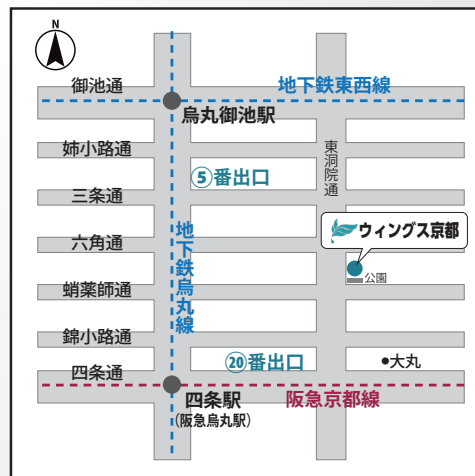 N
御池通
地下鉄東西線
烏丸御池駅
姉小路通
東洞院通
⑤番出口
三条通
地下鉄烏丸線
ウィングス京都
六角通
公園
蛸薬師通
錦小路通
⑳番出口
大丸
四条通
四条駅
(阪急烏丸駅)
阪急京都線